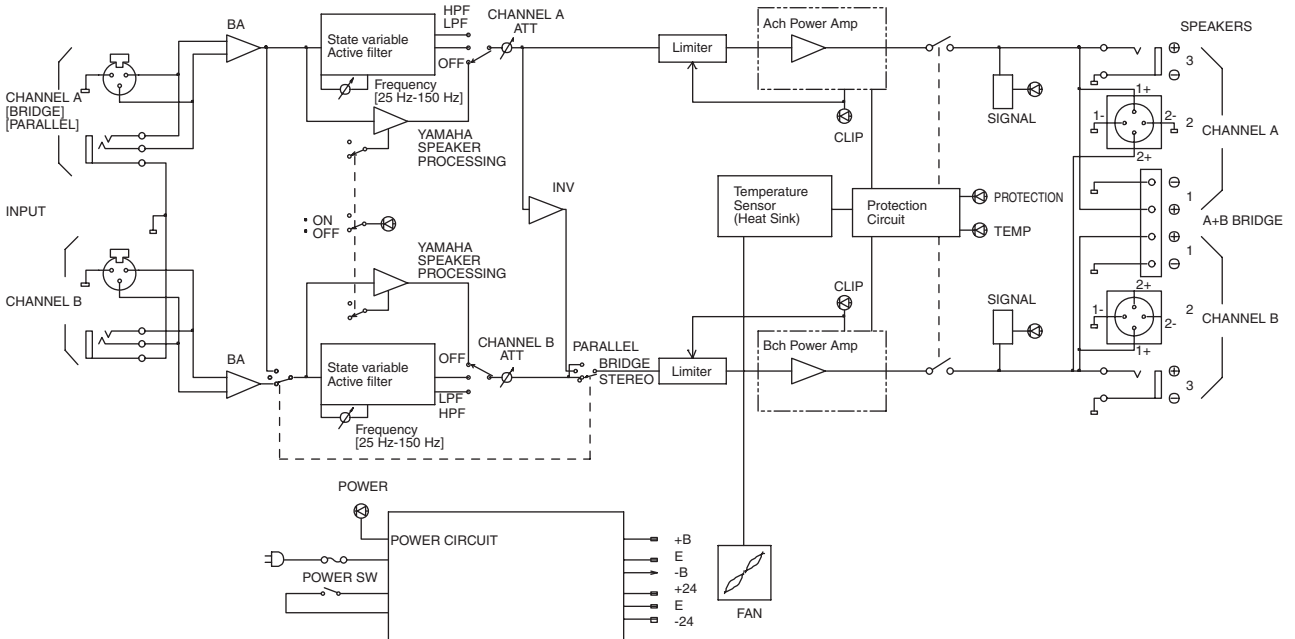 HPF
LPF
OFF
CHANNEL A
ATT
BA
State variable
Active filter
Frequency
[25 Hz-150 Hz]
YAMAHA
SPEAKER
PROCESSING
CHANNEL A
[BRIDGE]
[PARALLEL]
INPUT
ON
OFF
INV
YAMAHA
SPEAKER
PROCESSING
CHANNEL B
BA
State variable
Active filter
Frequency
[25 Hz-150 Hz]
OFF
LPF
HPF
CHANNEL B
ATT
PARALLEL
BRIDGE
STEREO
Limiter
Ach Power Amp
CLIP
Temperature
Sensor
(Heat Sink)
Protection
Circuit
PROTECTION
TEMP
CLIP
Limiter
Bch Power Amp
SIGNAL
SIGNAL
SPEAKERS
+
3
-
1+
1-
2-
2
2+
CHANNEL A
-
1
+
A+B BRIDGE
+
1
-
2+
1-
2-
2
1+
CHANNEL B
+
3
-
POWER
POWER CIRCUIT
POWER SW
+B
E
-B
+24
E
-24
FAN